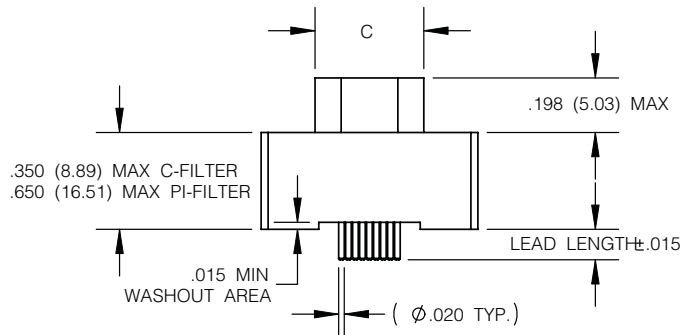 C
.198 (5.03) MAX
.350 (8.89) MAX C-FILTER
.650 (16.51) MAX PI-FILTER
LEAD LENGTH±.015
.015 MIN
WASHOUT AREA
( Ø.020 TYP. )